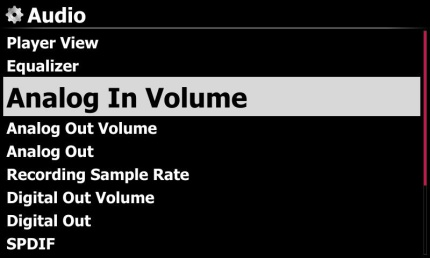 Audio
Player View
Equalizer
Analog In Volume
Analog Out Volume
Analog Out
Recording Sample Rate
Digital Out Volume
Digital Out
SPDIF